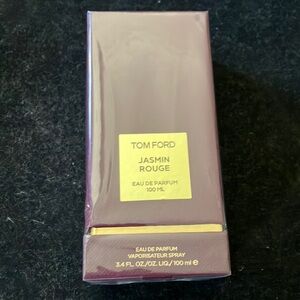 TOM FORD
JASMIN
ROUGE
EAU DE PARFUM
100 ML
EAU DE PARFUM
VAPORISATEUR SPRAY
3.4 FL. OZ./OZ. LIQ./100 ml ℮